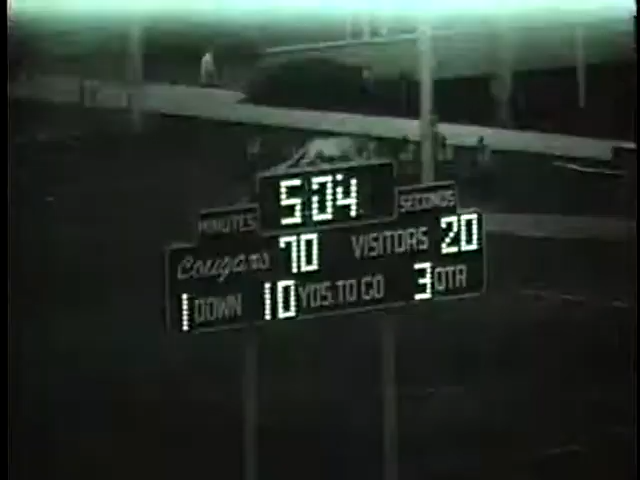 5:04
MINUTES SECONDS
Cougars 70 VISITORS 20
1 DOWN 10 YDS. TO GO 3 QTR